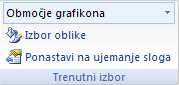 Območje grafikona
Izbor oblike
Ponastavi na ujemanje sloga
Trenutni izbor